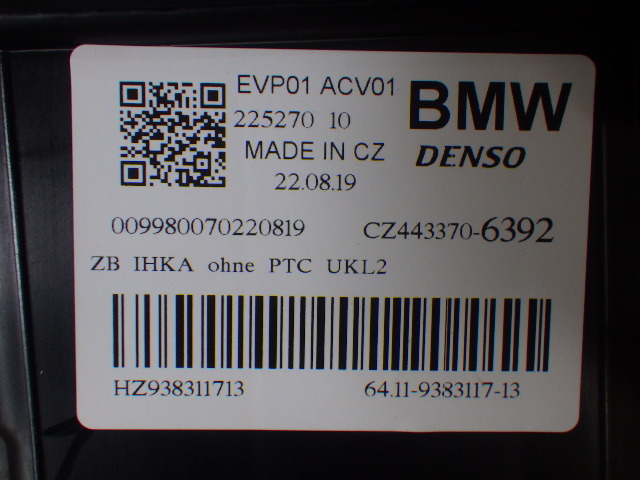 EVP01 ACV01
BMW
225270 10
MADE IN CZ
DENSO
22.08.19
009980070220819 CZ443370-6392
ZB IHKA ohne PTC UKL2
HZ938311713 64.11-9383117-13